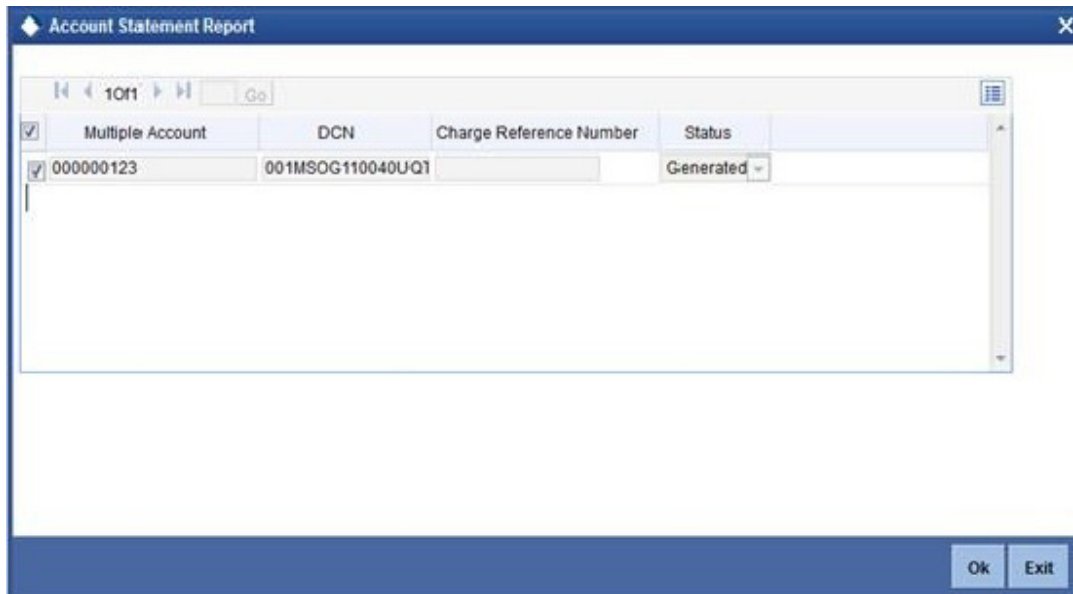 Account Statement Report
1Of1 Go
Multiple Account DCN Charge Reference Number Status
000000123 001MSOG110040UQ1 Generated
Ok Exit